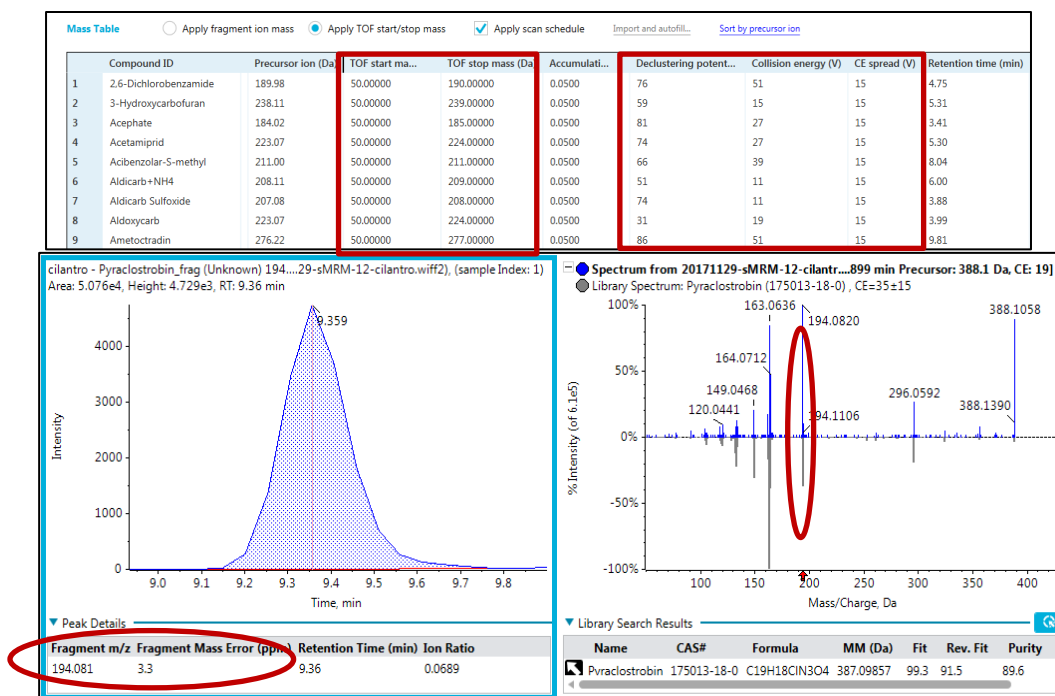 Mass Table Apply fragment ion mass Apply TOF start/stop mass Apply scan schedule Import and autofill... Sort by precursor ion
Compound ID Precursor ion (Da) TOF start ma... TOF stop mass (Da) Accumulati... Declustering potent... Collision energy (V) CE spread (V) Retention time (min)
1 2,6-Dichlorobenzamide 189.98 50.00000 190.00000 0.0500 76 51 15 4.75
2 3-Hydroxycarbofuran 238.11 50.00000 239.00000 0.0500 59 15 15 5.31
3 Acephate 184.02 50.00000 185.00000 0.0500 81 27 15 3.41
4 Acetamiprid 223.07 50.00000 224.00000 0.0500 74 27 15 5.30
5 Acibenzolar-S-methyl 211.00 50.00000 211.00000 0.0500 66 39 15 8.04
6 Aldicarb+NH4 208.11 50.00000 209.00000 0.0500 51 11 15 6.00
7 Aldicarb Sulfoxide 207.08 50.00000 208.00000 0.0500 74 11 15 3.88
8 Aldoxycarb 223.07 50.00000 224.00000 0.0500 31 19 15 3.99
9 Ametoctradin 276.22 50.00000 277.00000 0.0500 86 51 15 9.81
cilantro - Pyraclostrobin_frag (Unknown) 194....29-sMRM-12-cilantro.wiff2), (sample Index: 1)
Area: 5.076e4, Height: 4.729e3, RT: 9.36 min
9.359
4000
3000
2000
1000
0
Intensity
9.0 9.1 9.2 9.3 9.4 9.5 9.6 9.7 9.8
Time, min
Peak Details
Fragment m/z Fragment Mass Error (ppm) Retention Time (min) Ion Ratio
194.081 3.3 9.36 0.0689
Spectrum from 20171129-sMRM-12-cilantr....899 min Precursor: 388.1 Da, CE: 19]
Library Spectrum: Pyraclostrobin (175013-18-0) , CE=35±15
100%
50%
0%
-50%
-100%
% Intensity (of 6.1e5)
163.0636
194.0820
388.1058
164.0712
149.0468
296.0592
120.0441
194.1106
388.1390
100 150 200 250 300 350 400
Mass/Charge, Da
Library Search Results
Name CAS# Formula MM (Da) Fit Rev. Fit Purity
Pyraclostrobin 175013-18-0 C19H18ClN3O4 387.09857 99.3 91.5 89.6